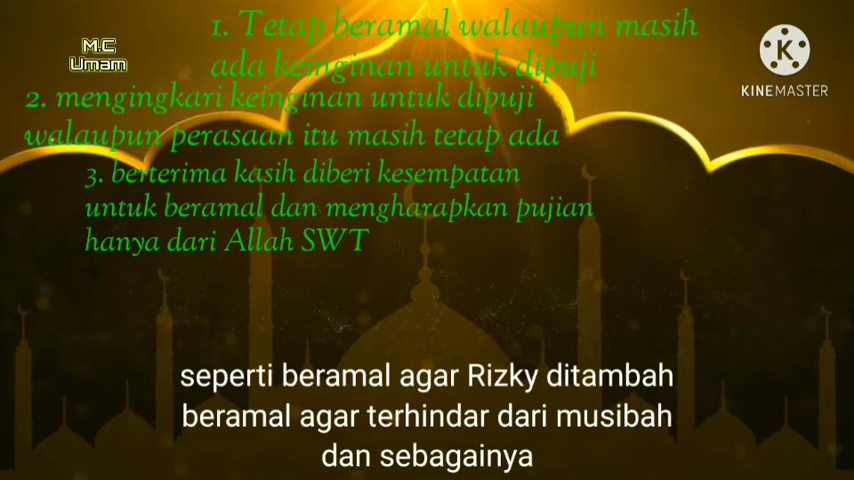 M.C
Umam
KINEMASTER
1. Tetap beramal walaupun masih
ada keinginan untuk dipuji
2. mengingkari keinginan untuk dipuji
walaupun perasaan itu masih tetap ada
3. berterima kasih diberi kesempatan
untuk beramal dan mengharapkan pujian
hanya dari Allah SWT
seperti beramal agar Rizky ditambah
beramal agar terhindar dari musibah
dan sebagainya